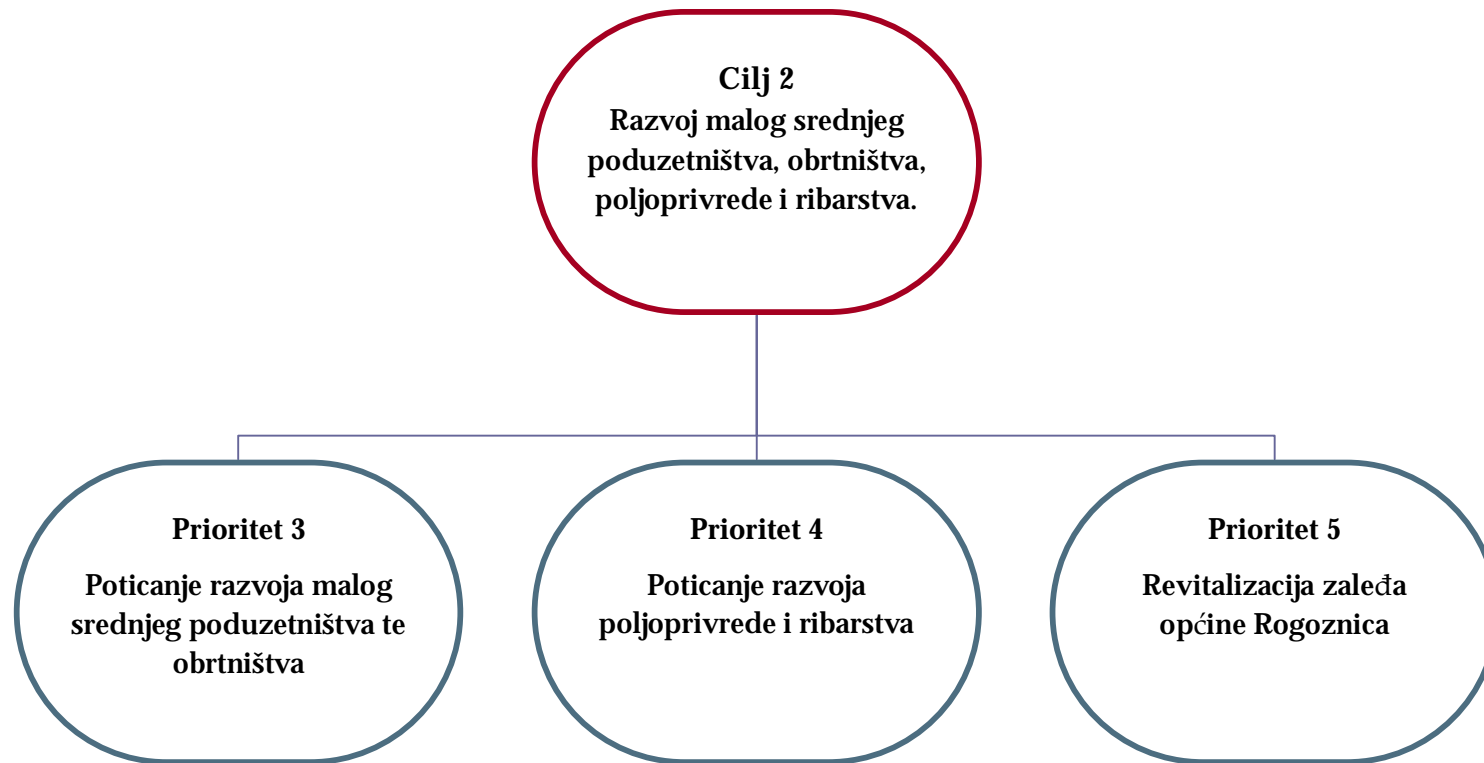 Cilj 2
Razvoj malog srednjeg
poduzetništva, obrtništva,
poljoprivrede i ribarstva.
Prioritet 3
Poticanje razvoja malog
srednjeg poduzetništva te
obrtništva
Prioritet 4
Poticanje razvoja
poljoprivrede i ribarstva
Prioritet 5
Revitalizacija zaleđa
općine Rogoznica